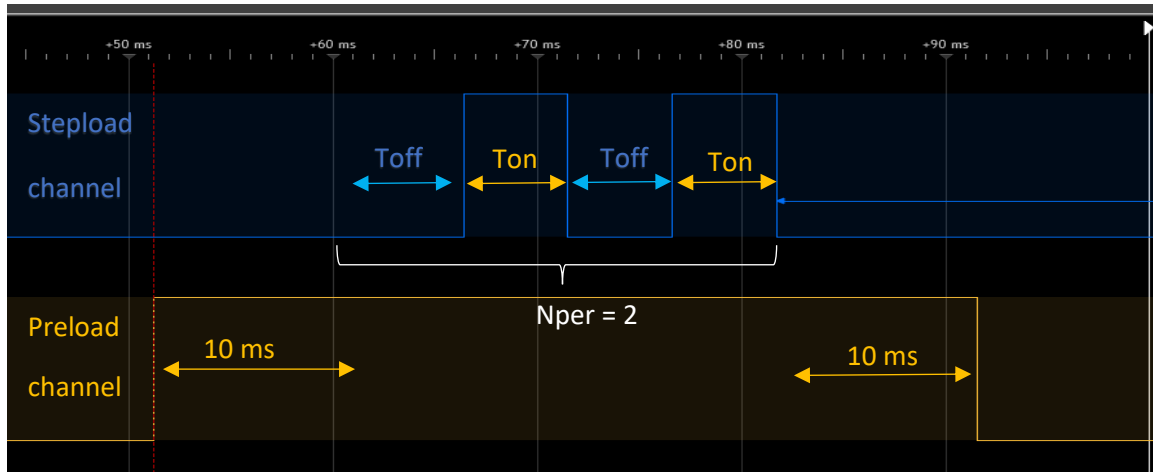 +50 ms +60 ms +70 ms +80 ms +90 ms
Stepload
channel
Toff Ton Toff Ton
Nper = 2
Preload
channel
10 ms 10 ms